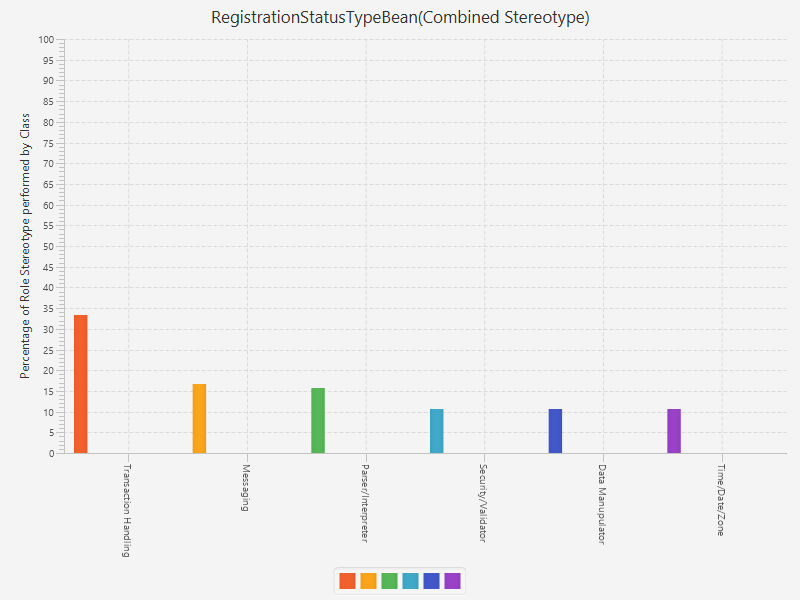 RegistrationStatusTypeBean(Combined Stereotype)
Percentage of Role Stereotype performed by Class
100
95
90
85
80
75
70
65
60
55
50
45
40
35
30
25
20
15
10
5
0
Transaction Handling
Messaging
Parser/Interpreter
Security/Validator
Data Manupulator
Time/Date/Zone